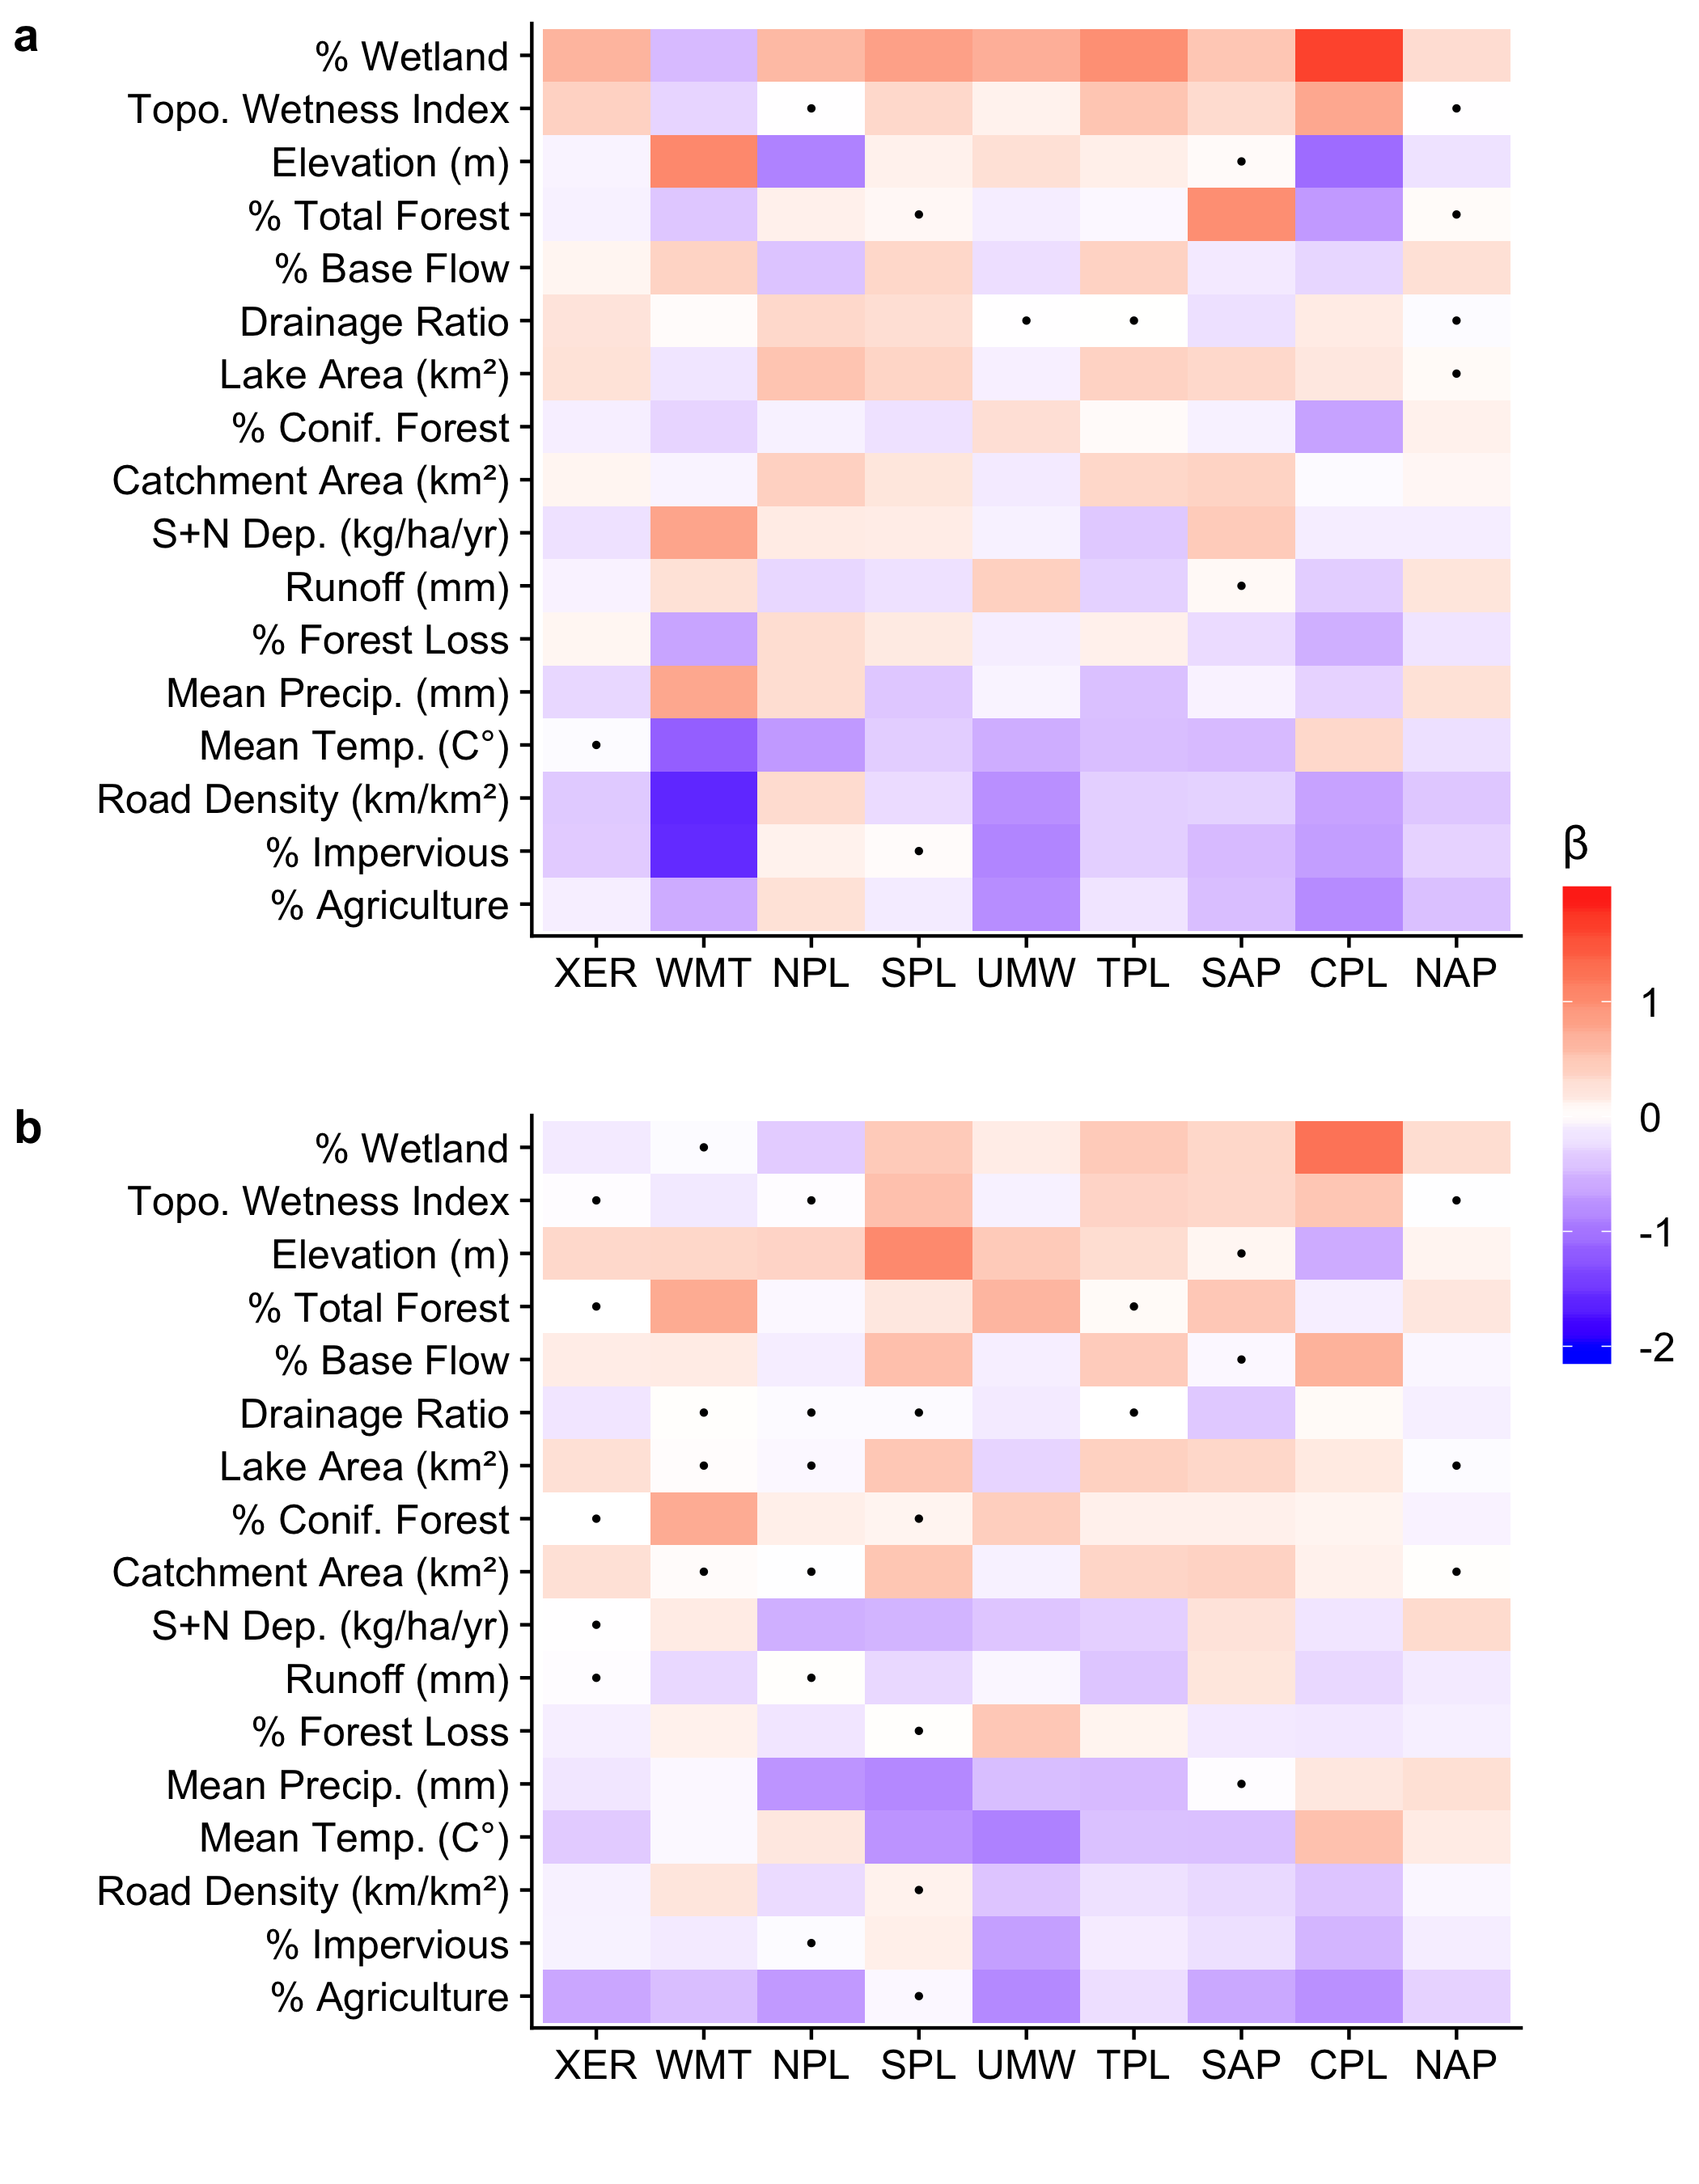 a
% Wetland
Topo. Wetness Index
Elevation (m)
% Total Forest
% Base Flow
Drainage Ratio
Lake Area (km²)
% Conif. Forest
Catchment Area (km²)
S+N Dep. (kg/ha/yr)
Runoff (mm)
% Forest Loss
Mean Precip. (mm)
Mean Temp. (C°)
Road Density (km/km²)
% Impervious
% Agriculture
XER WMT NPL SPL UMW TPL SAP CPL NAP
β
1
0
-1
-2
b
% Wetland
Topo. Wetness Index
Elevation (m)
% Total Forest
% Base Flow
Drainage Ratio
Lake Area (km²)
% Conif. Forest
Catchment Area (km²)
S+N Dep. (kg/ha/yr)
Runoff (mm)
% Forest Loss
Mean Precip. (mm)
Mean Temp. (C°)
Road Density (km/km²)
% Impervious
% Agriculture
XER WMT NPL SPL UMW TPL SAP CPL NAP